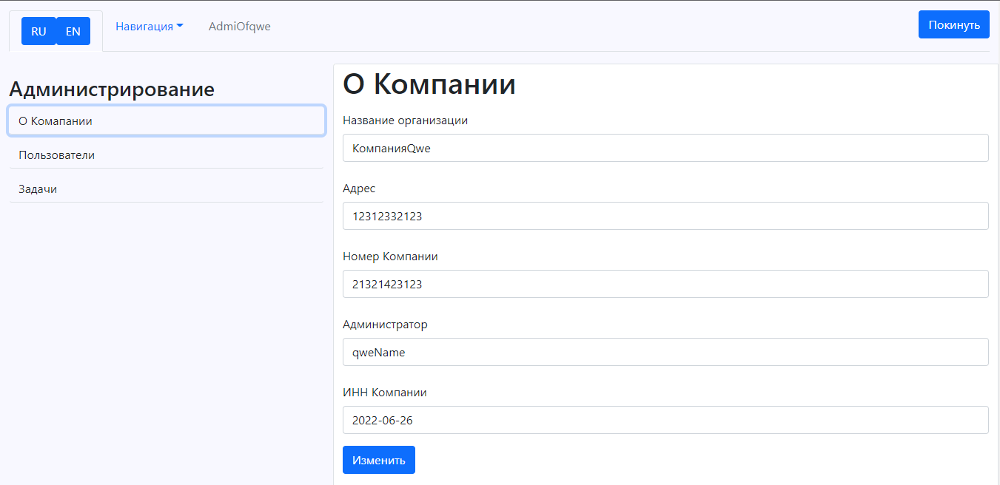 RU EN Навигация AdmiOfqwe Покинуть
Администрирование
О Комапании
Пользователи
Задачи
О Компании
Название организации
КомпанияQwe
Адрес
12312332123
Номер Компании
21321423123
Администратор
qweName
ИНН Компании
2022-06-26
Изменить